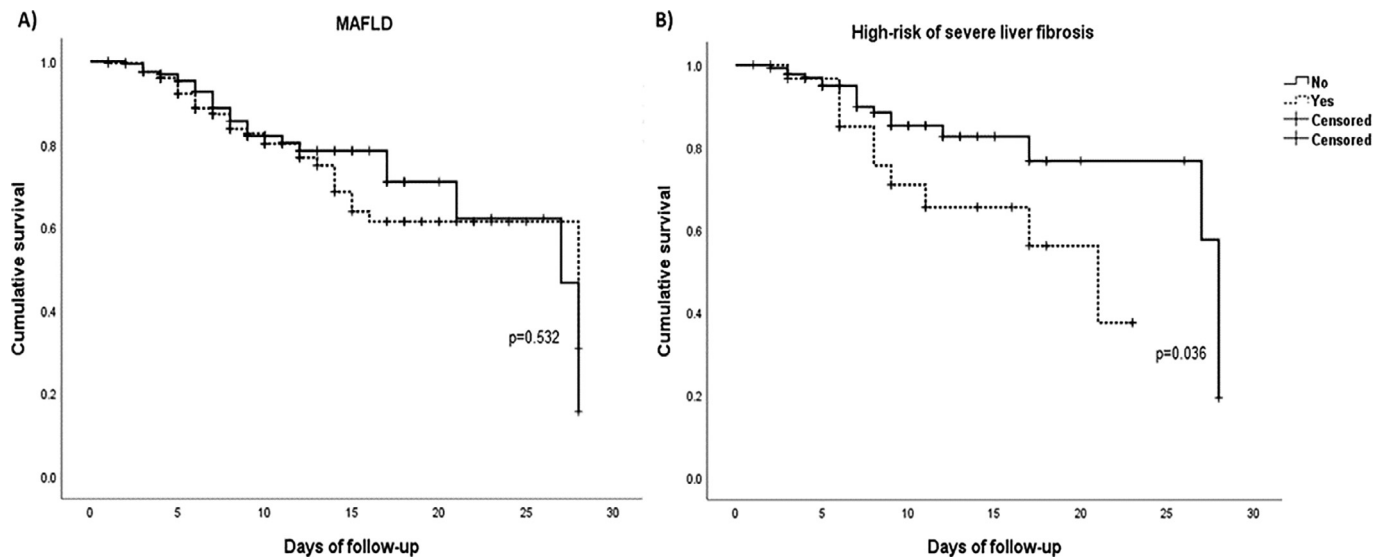 A)
MAFLD
1.0
0.8
0.6
0.4
0.2
0.0
Cumulative survival
p=0.532
0 5 10 15 20 25 30
Days of follow-up
B)
High-risk of severe liver fibrosis
1.0
0.8
0.6
0.4
0.2
0.0
Cumulative survival
p=0.036
0 5 10 15 20 25 30
Days of follow-up
No
Yes
Censored
Censored